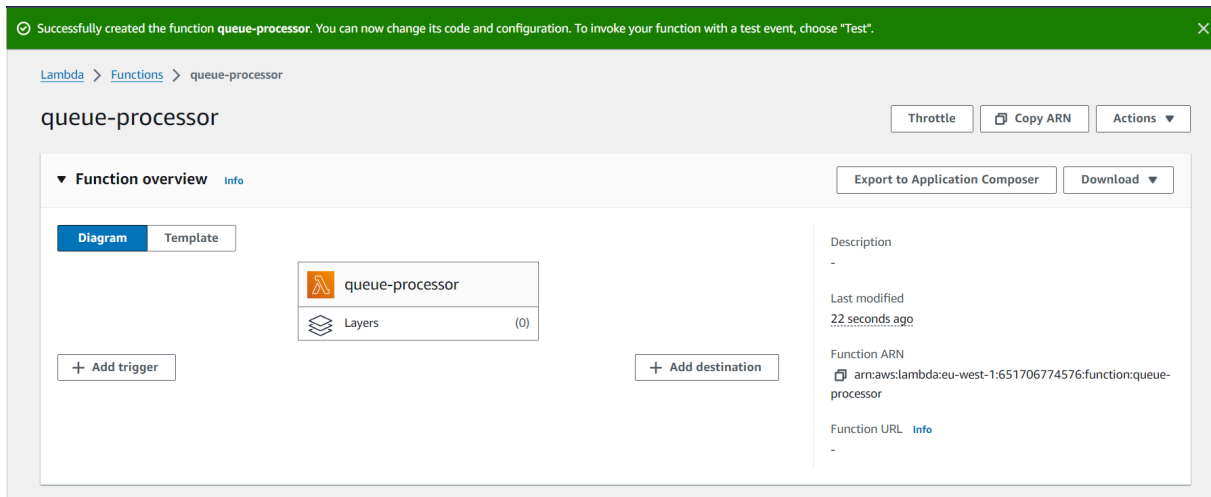 Successfully created the function queue-processor. You can now change its code and configuration. To invoke your function with a test event, choose "Test".
Lambda > Functions > queue-processor
queue-processor
Throttle
Copy ARN
Actions
Function overview Info
Export to Application Composer
Download
Diagram
Template
queue-processor
Layers
(0)
+ Add trigger
+ Add destination
Description
-
Last modified
22 seconds ago
Function ARN
arn:aws:lambda:eu-west-1:651706774576:function:queue-
processor
Function URL Info
-